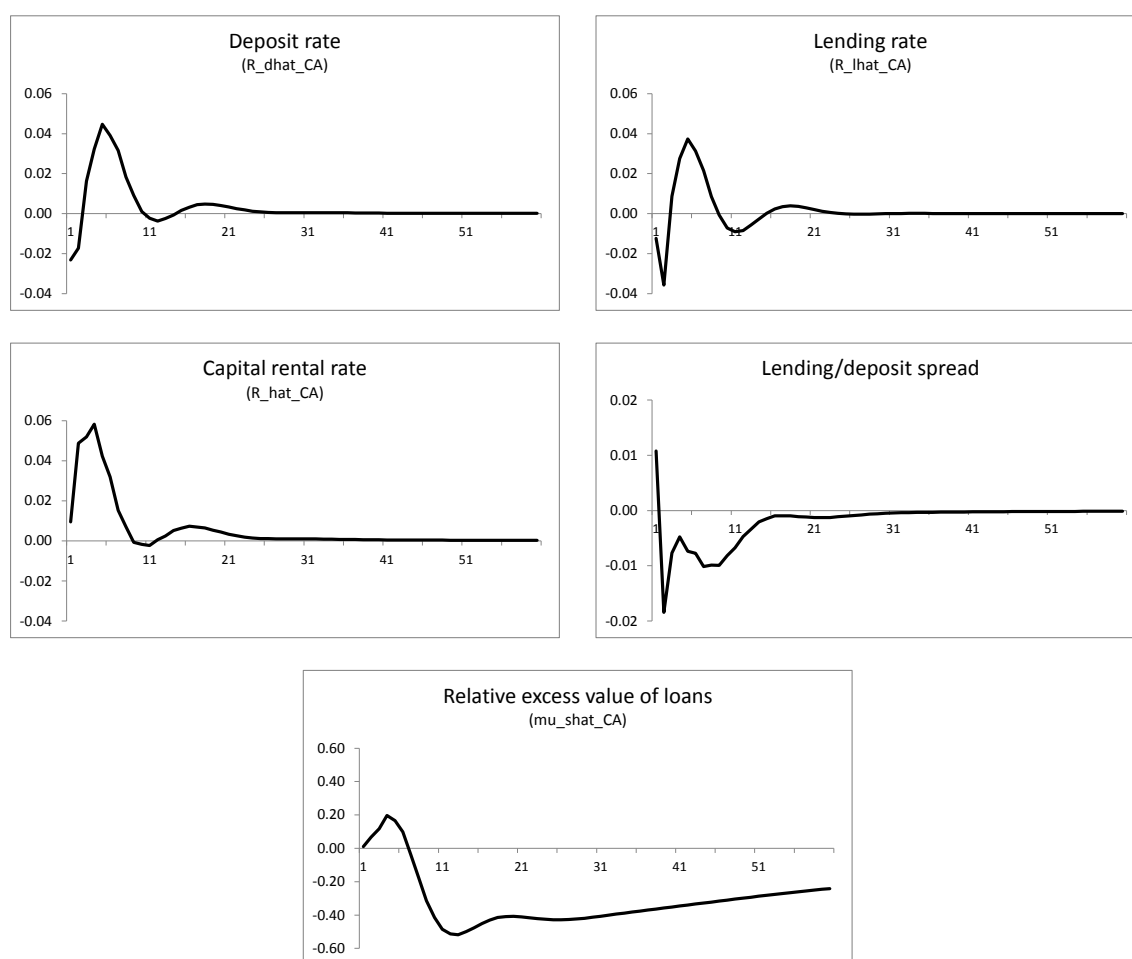 Deposit rate
(R_dhat_CA)
0.06
0.04
0.02
0.00
-0.02
-0.04
1 11 21 31 41 51
Lending rate
(R_lhat_CA)
0.06
0.04
0.02
0.00
-0.02
-0.04
1 11 21 31 41 51
Capital rental rate
(R_hat_CA)
0.06
0.04
0.02
0.00
-0.02
-0.04
1 11 21 31 41 51
Lending/deposit spread
0.02
0.01
0.00
-0.01
-0.02
1 11 21 31 41 51
Relative excess value of loans
(mu_shat_CA)
0.60
0.40
0.20
0.00
-0.20
-0.40
-0.60
1 11 21 31 41 51